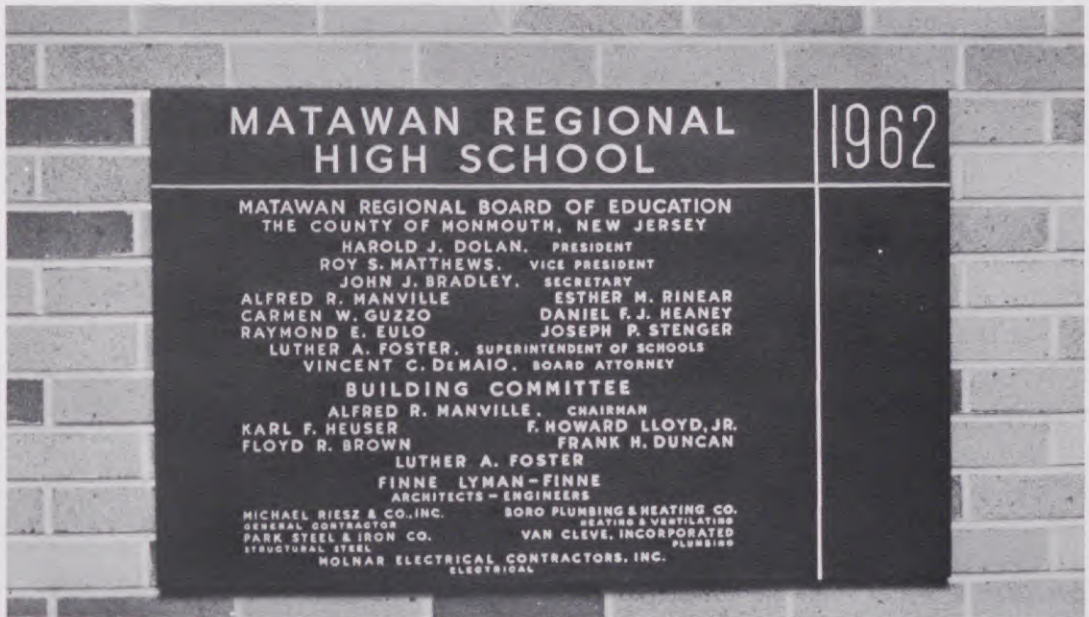 MATAWAN REGIONAL
HIGH SCHOOL
1962
MATAWAN REGIONAL BOARD OF EDUCATION
THE COUNTY OF MONMOUTH, NEW JERSEY
HAROLD J. DOLAN, PRESIDENT
ROY S. MATTHEWS, VICE PRESIDENT
JOHN J. BRADLEY, SECRETARY
ALFRED R. MANVILLE ESTHER M. RINEAR
CARMEN W. GUZZO DANIEL F. J. HEANEY
RAYMOND E. EULO JOSEPH P. STENGER
LUTHER A. FOSTER, SUPERINTENDENT OF SCHOOLS
VINCENT C. DEMAIO, BOARD ATTORNEY
BUILDING COMMITTEE
ALFRED R. MANVILLE, CHAIRMAN
KARL F. HEUSER F. HOWARD LLOYD, JR.
FLOYD R. BROWN FRANK H. DUNCAN
LUTHER A. FOSTER
FINNE LYMAN-FINNE
ARCHITECTS - ENGINEERS
MICHAEL RIESZ & CO., INC. BORO PLUMBING & HEATING CO.
GENERAL CONTRACTOR HEATING & VENTILATING
PARK STEEL & IRON CO. VAN CLEVE, INCORPORATED
STRUCTURAL STEEL PLUMBING
MOLNAR ELECTRICAL CONTRACTORS, INC.
ELECTRICAL